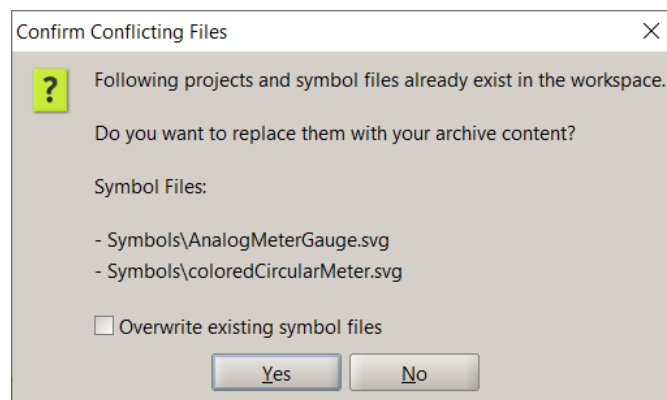 Confirm Conflicting Files
Following projects and symbol files already exist in the workspace.
Do you want to replace them with your archive content?
Symbol Files:
- Symbols\AnalogMeterGauge.svg
- Symbols\coloredCircularMeter.svg
Overwrite existing symbol files
Yes No